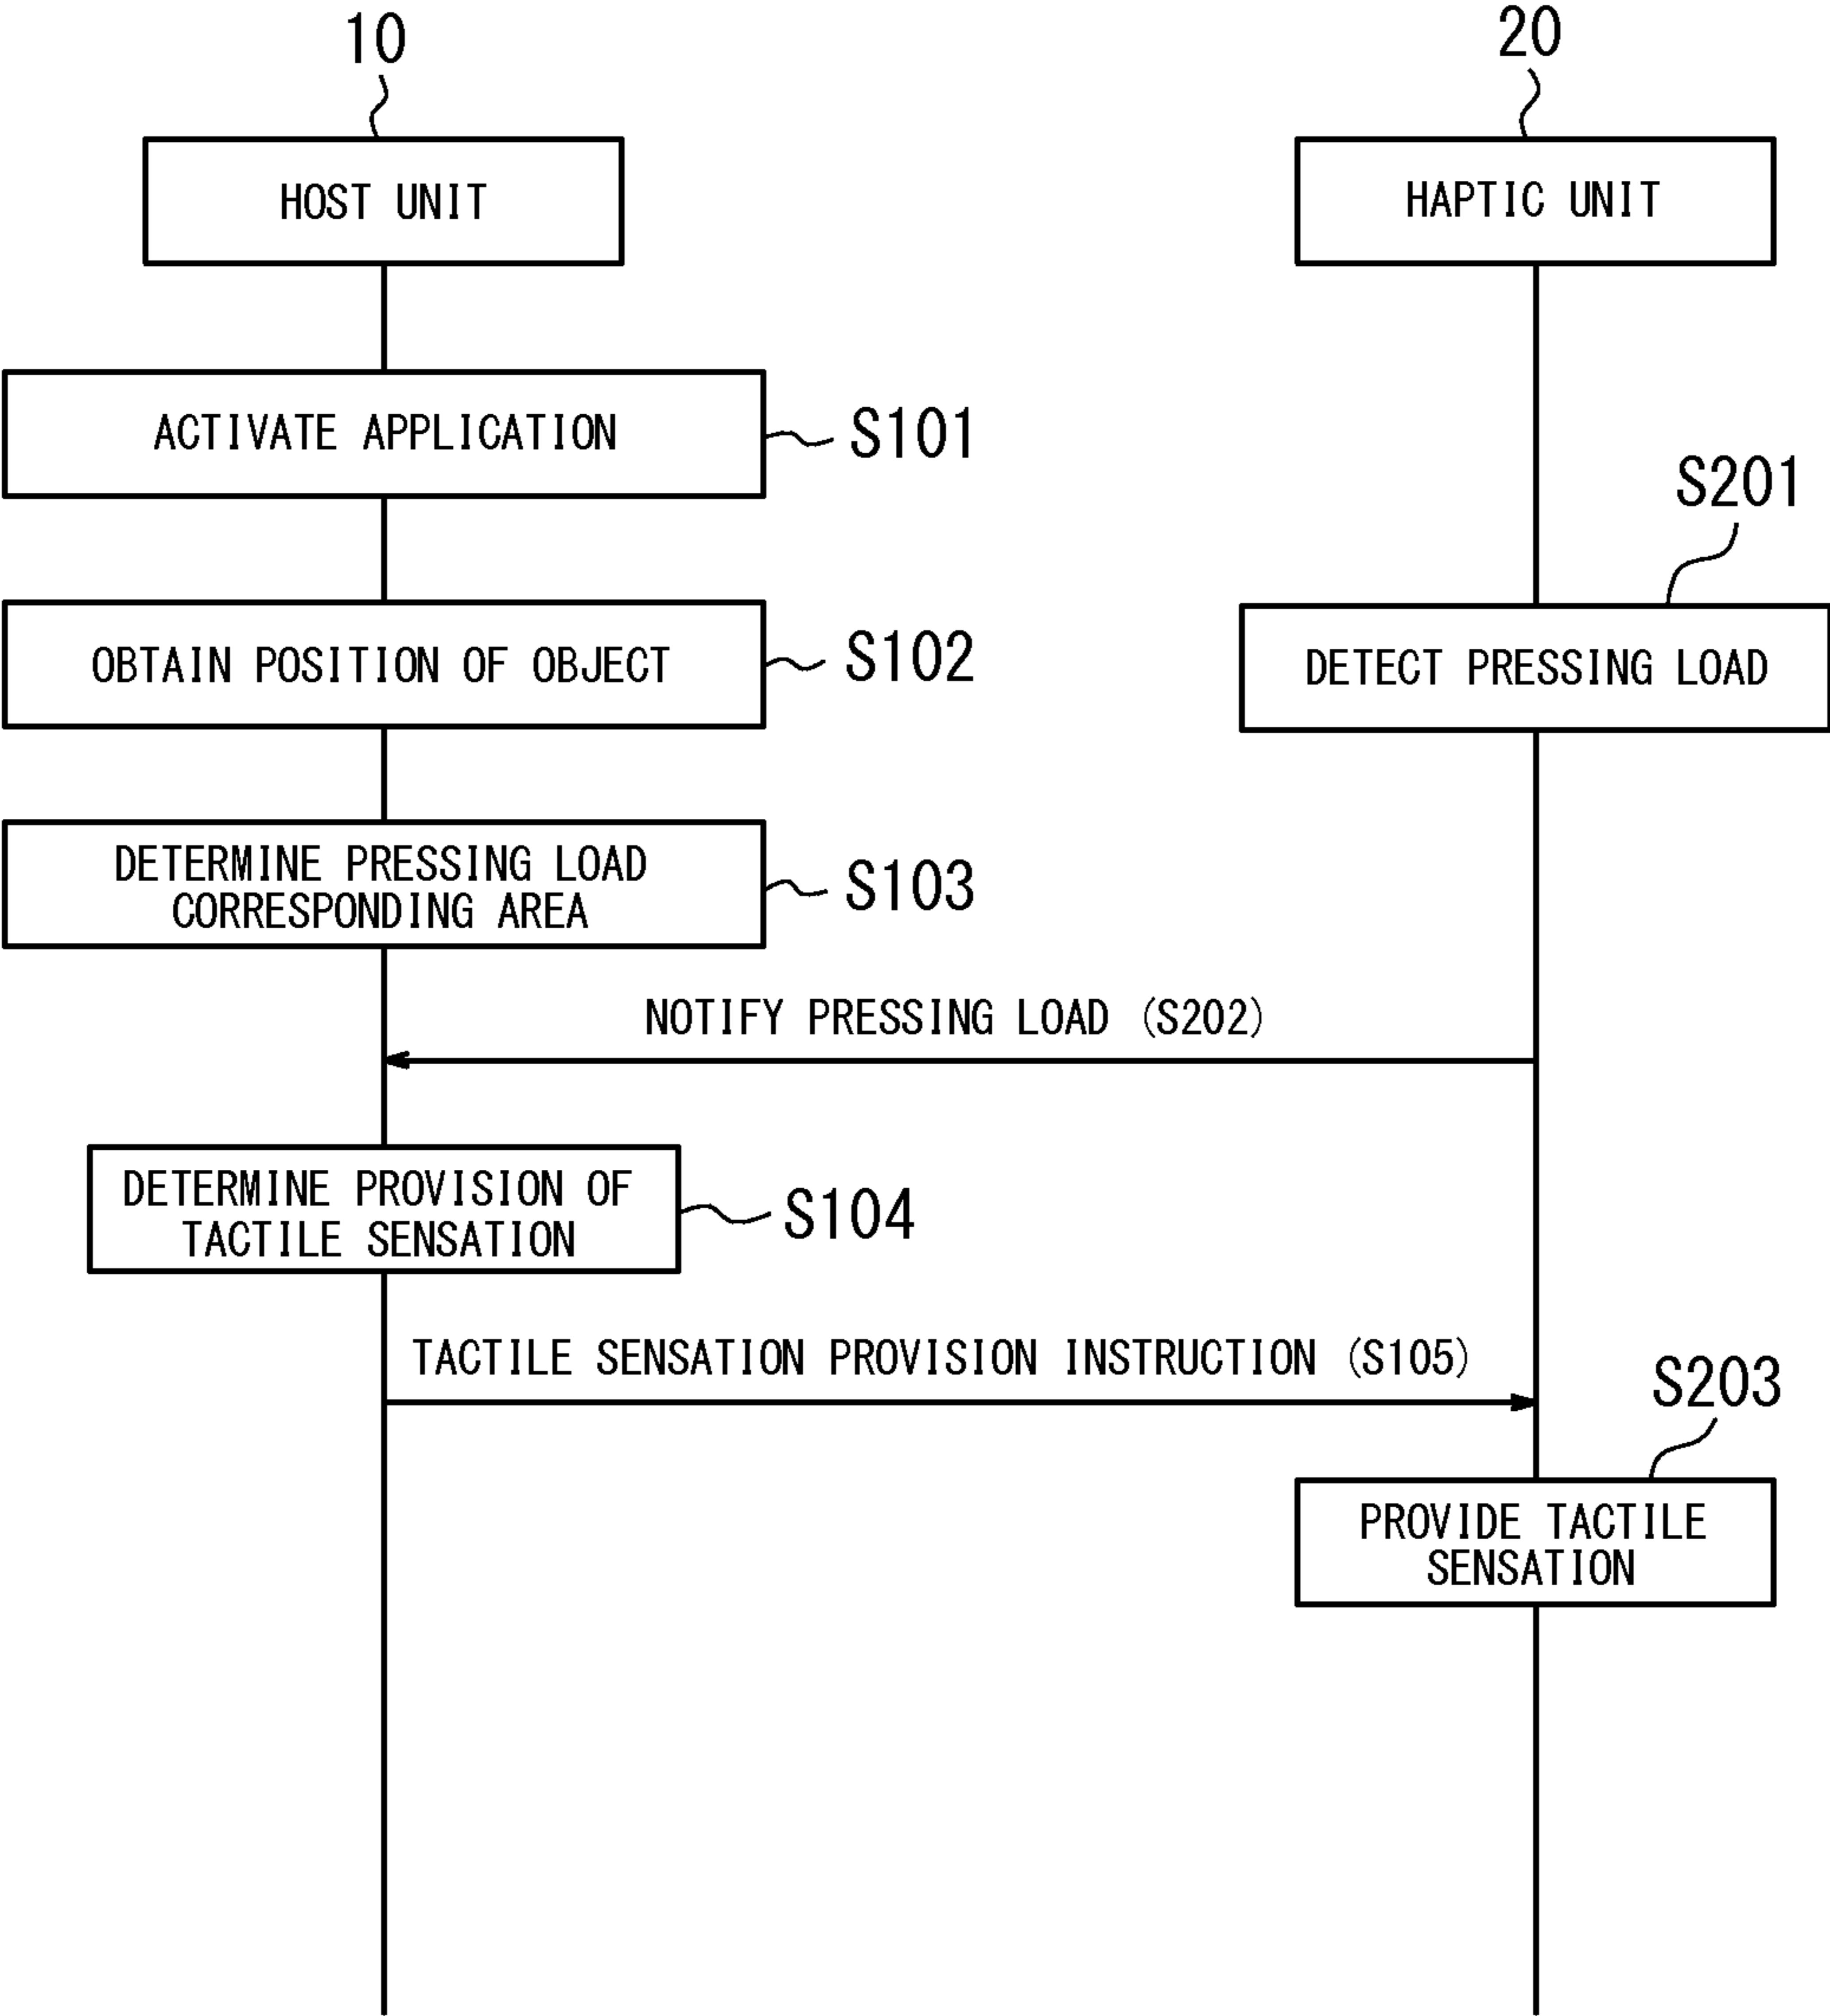 10
20
HOST UNIT
HAPTIC UNIT
ACTIVATE APPLICATION
S101
S201
OBTAIN POSITION OF OBJECT
S102
DETECT PRESSING LOAD
DETERMINE PRESSING LOAD
CORRESPONDING AREA
S103
NOTIFY PRESSING LOAD (S202)
DETERMINE PROVISION OF
TACTILE SENSATION
S104
TACTILE SENSATION PROVISION INSTRUCTION (S105)
S203
PROVIDE TACTILE
SENSATION